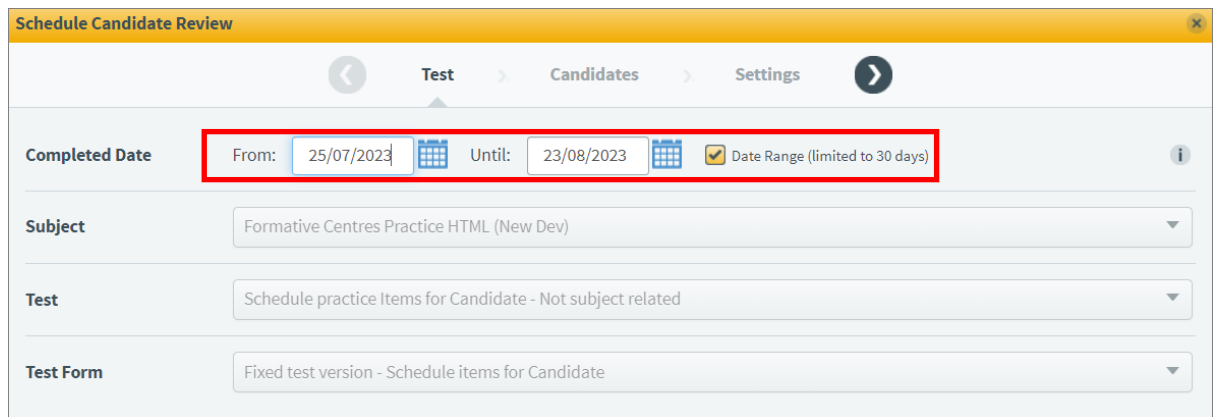 Schedule Candidate Review
Test Candidates Settings
Completed Date From: 25/07/2023 Until: 23/08/2023 Date Range (limited to 30 days) i
Subject Formative Centres Practice HTML (New Dev)
Test Schedule practice Items for Candidate - Not subject related
Test Form Fixed test version - Schedule items for Candidate